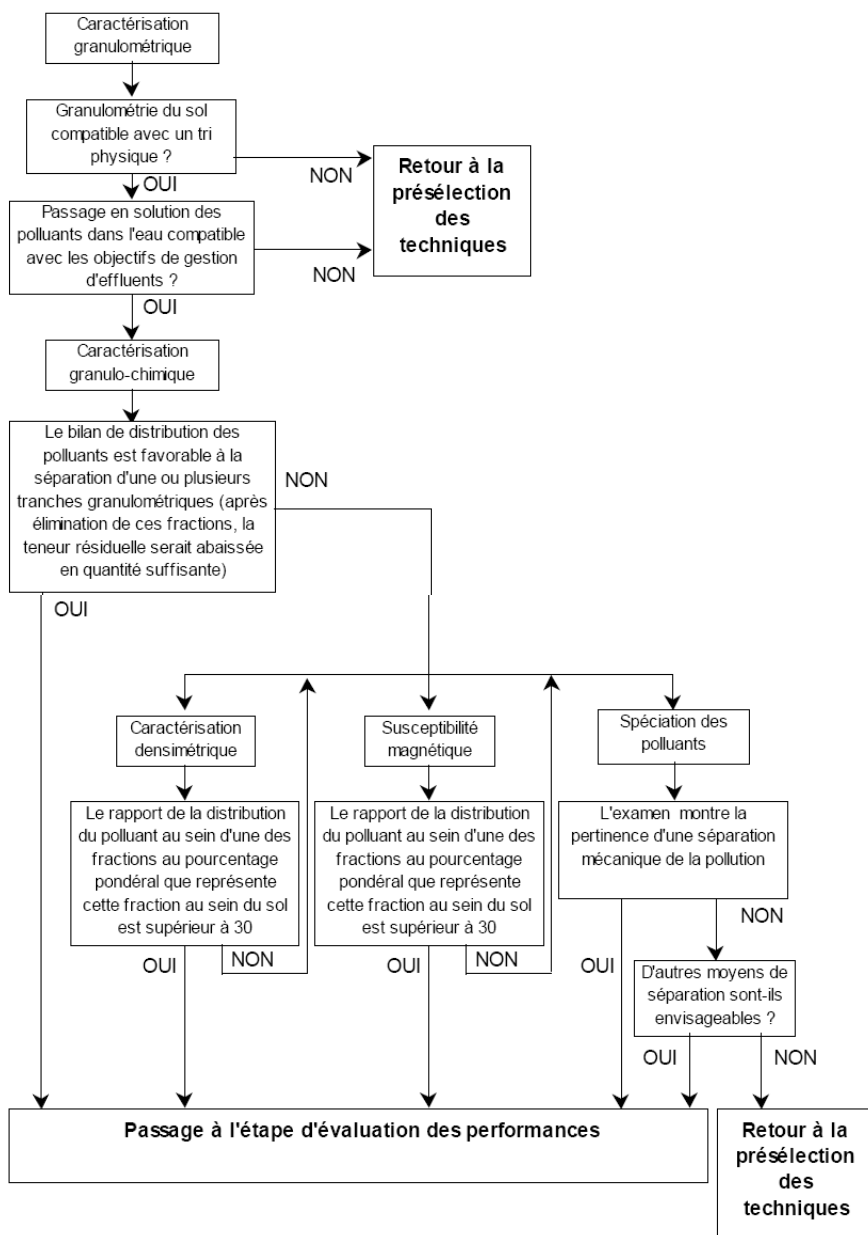 Caractérisation
granulométrique
Granulométrie du sol
compatible avec un tri
physique ?
NON
OUI
Retour à la
présélection
des
techniques
Passage en solution des
polluants dans l'eau compatible
avec les objectifs de gestion
d'effluents ?
NON
OUI
Caractérisation
granulo-chimique
Le bilan de distribution des
polluants est favorable à la
séparation d'une ou plusieurs
tranches granulométriques (après
élimination de ces fractions, la
teneur résiduelle serait abaissée
en quantité suffisante)
NON
OUI
Caractérisation
densimétrique
Susceptibilité
magnétique
Spéciation des
polluants
Le rapport de la distribution
du polluant au sein d'une des
fractions au pourcentage
pondéral que représente
cette fraction au sein du sol
est supérieur à 30
OUI
NON
Le rapport de la distribution
du polluant au sein d'une des
fractions au pourcentage
pondéral que représente
cette fraction au sein du sol
est supérieur à 30
OUI
NON
L'examen montre la
pertinence d'une séparation
mécanique de la pollution
OUI
NON
D'autres moyens de
séparation sont-ils
envisageables ?
OUI
NON
Passage à l'étape d'évaluation des performances
Retour à la
présélection
des
techniques